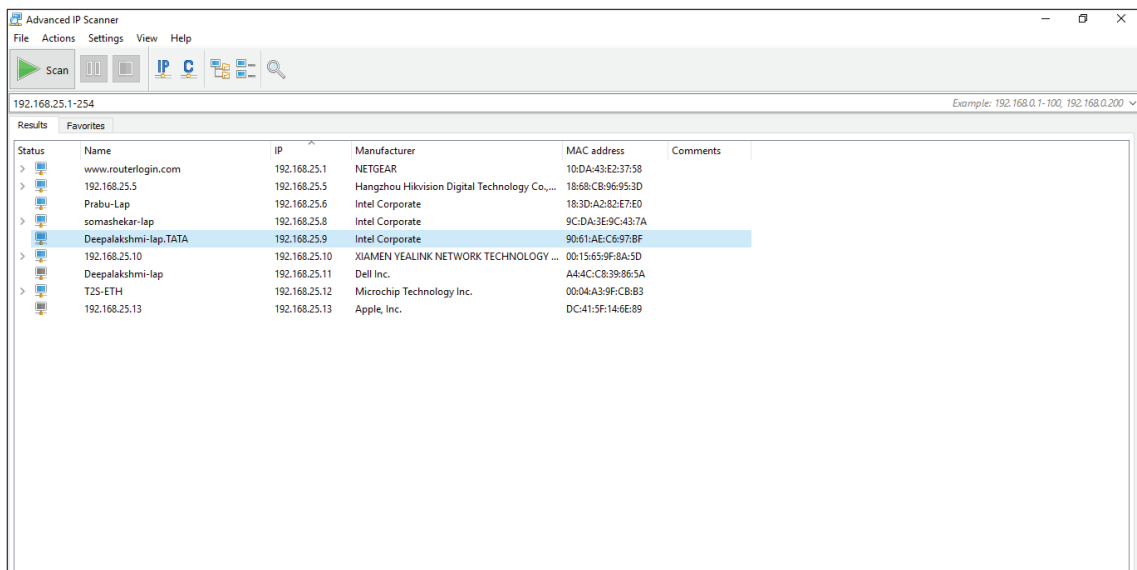 Advanced IP Scanner
File Actions Settings View Help
Scan IP C
192.168.25.1-254 Example: 192.168.0.1-100, 192.168.0.200
Results Favorites
Status Name IP Manufacturer MAC address Comments
www.routerlogin.com 192.168.25.1 NETGEAR 10:DA:43:E2:37:58
192.168.25.5 192.168.25.5 Hangzhou Hikvision Digital Technology Co.,... 18:68:CB:96:95:3D
Prabu-Lap 192.168.25.6 Intel Corporate 18:3D:A2:82:E7:E0
somashekar-lap 192.168.25.8 Intel Corporate 9C:DA:3E:9C:43:7A
Deepalakshmi-lap.TATA 192.168.25.9 Intel Corporate 90:61:AE:C6:97:BF
192.168.25.10 192.168.25.10 XIAMEN YEALINK NETWORK TECHNOLOGY ... 00:15:65:9F:8A:5D
Deepalakshmi-lap 192.168.25.11 Dell Inc. A4:4C:C8:39:86:5A
T2S-ETH 192.168.25.12 Microchip Technology Inc. 00:04:A3:9F:CB:B3
192.168.25.13 192.168.25.13 Apple, Inc. DC:41:5F:14:6E:89